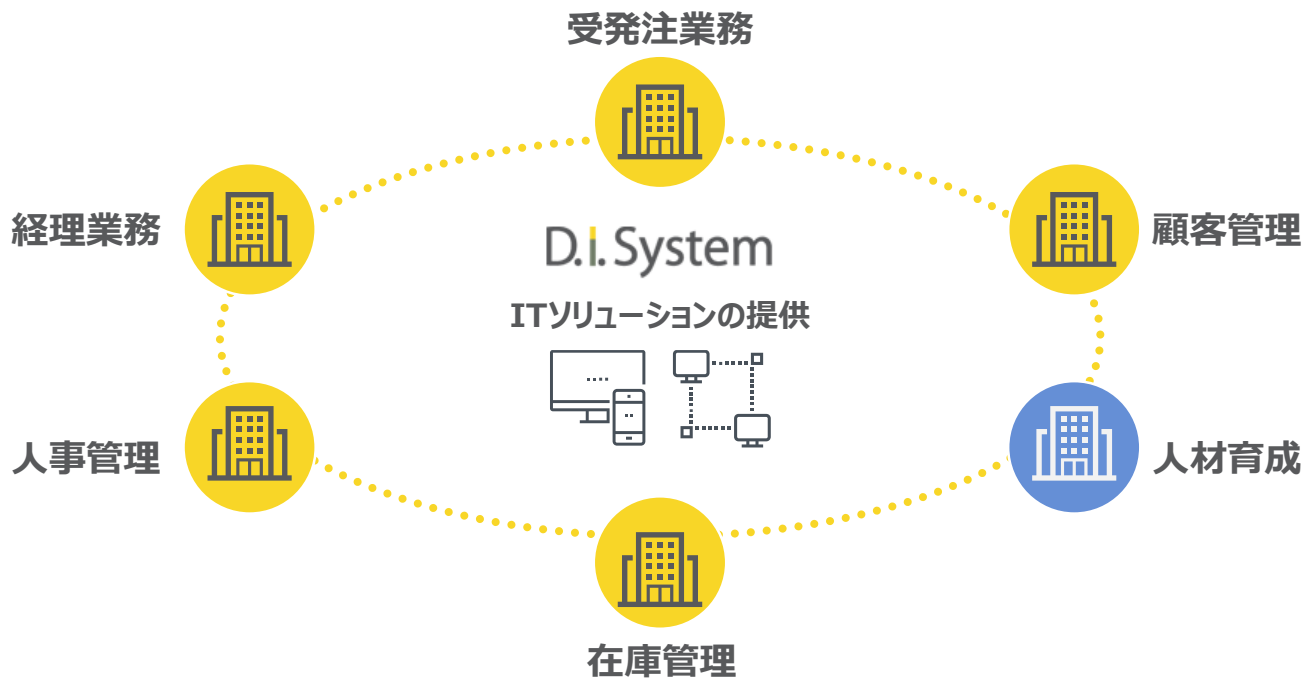 受発注業務
経理業務
顧客管理
D.I.System
ITソリューションの提供
人事管理
人材育成
在庫管理